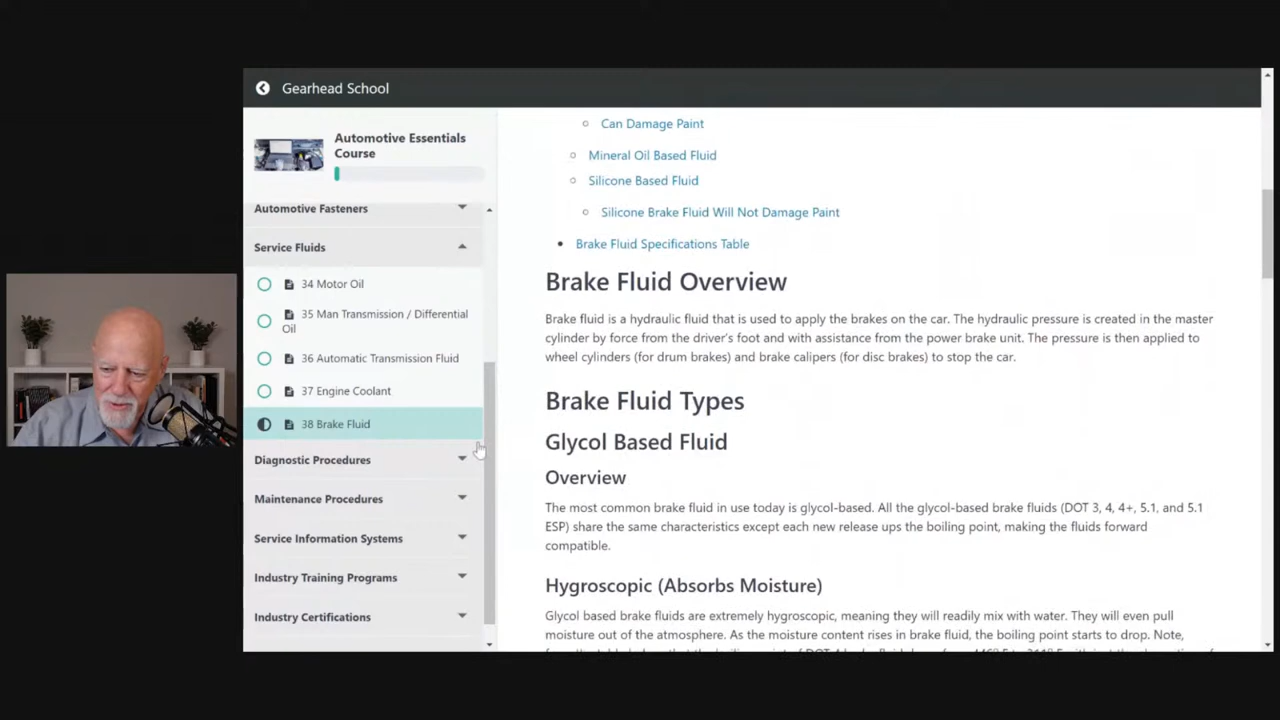 Gearhead School
Automotive Essentials
Course
Automotive Fasteners
Service Fluids
34 Motor Oil
35 Man Transmission / Differential
Oil
36 Automatic Transmission Fluid
37 Engine Coolant
38 Brake Fluid
Diagnostic Procedures
Maintenance Procedures
Service Information Systems
Industry Training Programs
Industry Certifications
Can Damage Paint
Mineral Oil Based Fluid
Silicone Based Fluid
Silicone Brake Fluid Will Not Damage Paint
Brake Fluid Specifications Table
Brake Fluid Overview
Brake fluid is a hydraulic fluid that is used to apply the brakes on the car. The hydraulic pressure is created in the master
cylinder by force from the driver's foot and with assistance from the power brake unit. The pressure is then applied to
wheel cylinders (for drum brakes) and brake calipers (for disc brakes) to stop the car.
Brake Fluid Types
Glycol Based Fluid
Overview
The most common brake fluid in use today is glycol-based. All the glycol-based brake fluids (DOT 3, 4, 4+, 5.1, and 5.1
ESP) share the same characteristics except each new release ups the boiling point, making the fluids forward
compatible.
Hygroscopic (Absorbs Moisture)
Glycol based brake fluids are extremely hygroscopic, meaning they will readily mix with water. They will even pull
moisture out of the atmosphere. As the moisture content rises in brake fluid, the boiling point starts to drop. Note,